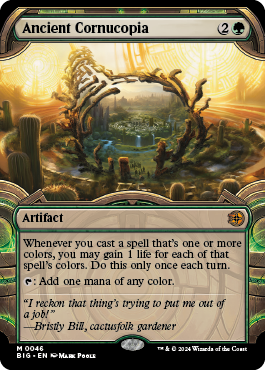 Ancient Cornucopia 2
Artifact
Whenever you cast a spell that's one or more
colors, you may gain 1 life for each of that
spell's colors. Do this only once each turn.
: Add one mana of any color.
“I reckon that thing's trying to put me out of
a job!”
—Bristly Bill, cactusfolk gardener
M 0046
BIG • EN Mark Poole
™ & © 2024 Wizards of the Coast